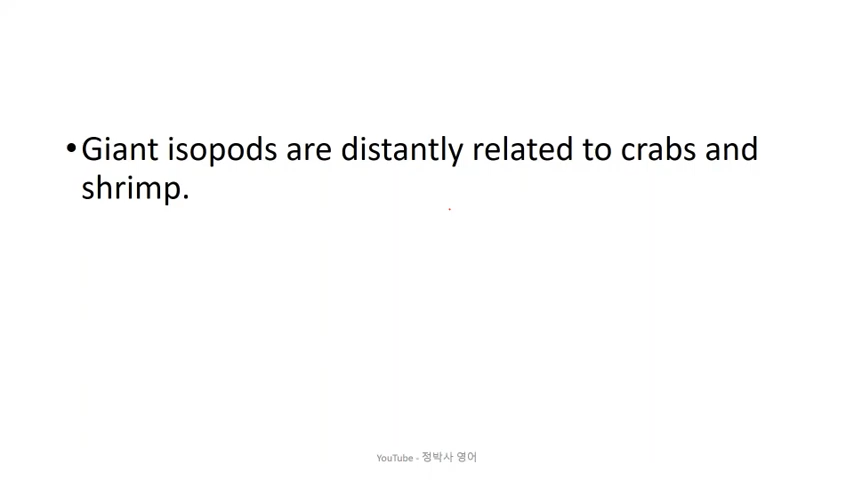 •Giant isopods are distantly related to crabs and
shrimp.
YouTube - 정박사 영어